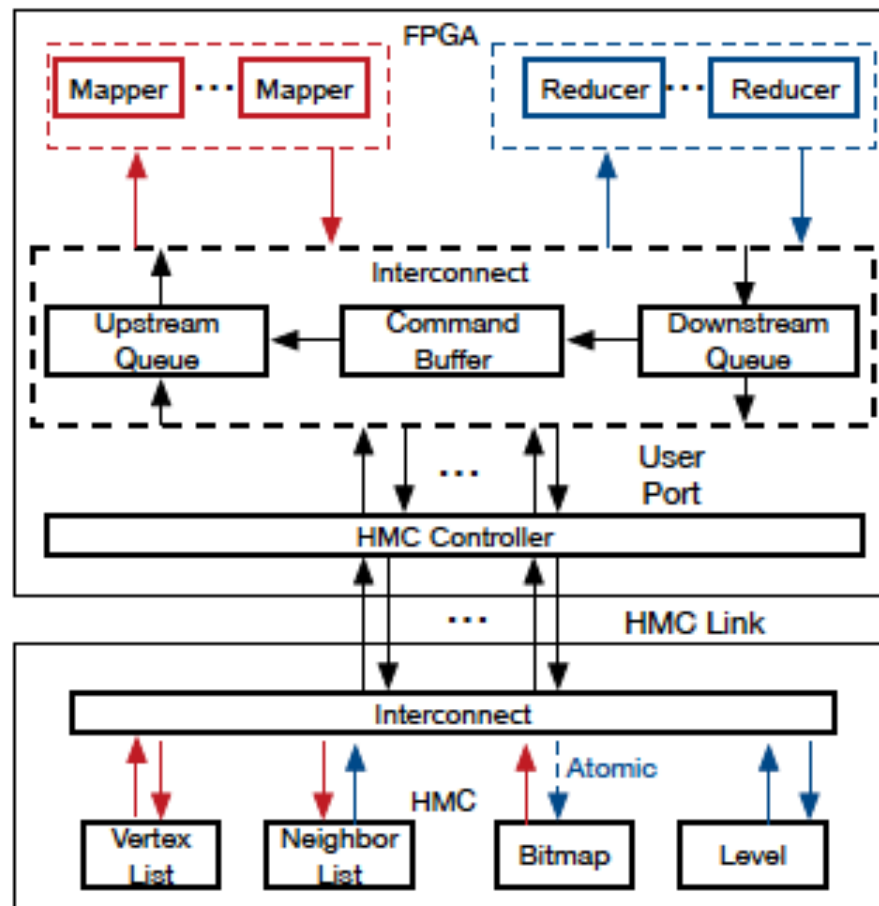 FPGA
Mapper ... Mapper
Reducer ... Reducer
Interconnect
Upstream
Queue
Command
Buffer
Downstream
Queue
...
User
Port
HMC Controller
...
HMC Link
Interconnect
Atomic
HMC
Vertex
List
Neighbor
List
Bitmap
Level